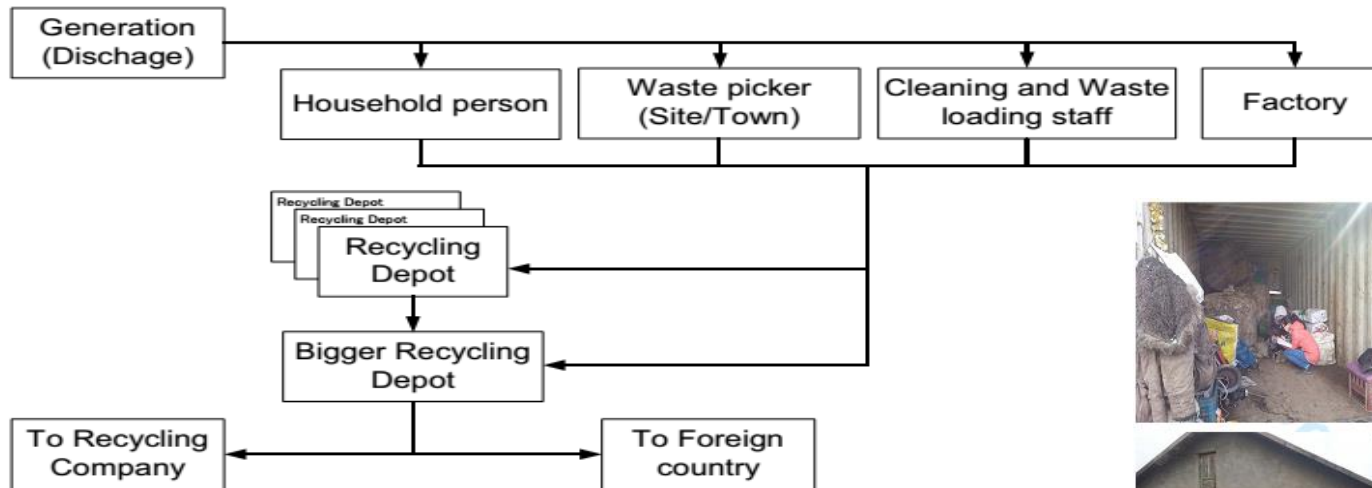 Generation
(Dischage)
Household person
Waste picker
(Site/Town)
Cleaning and Waste
loading staff
Factory
Recycling Depot
Recycling Depot
Recycling
Depot
Bigger Recycling
Depot
To Recycling
Company
To Foreign
country